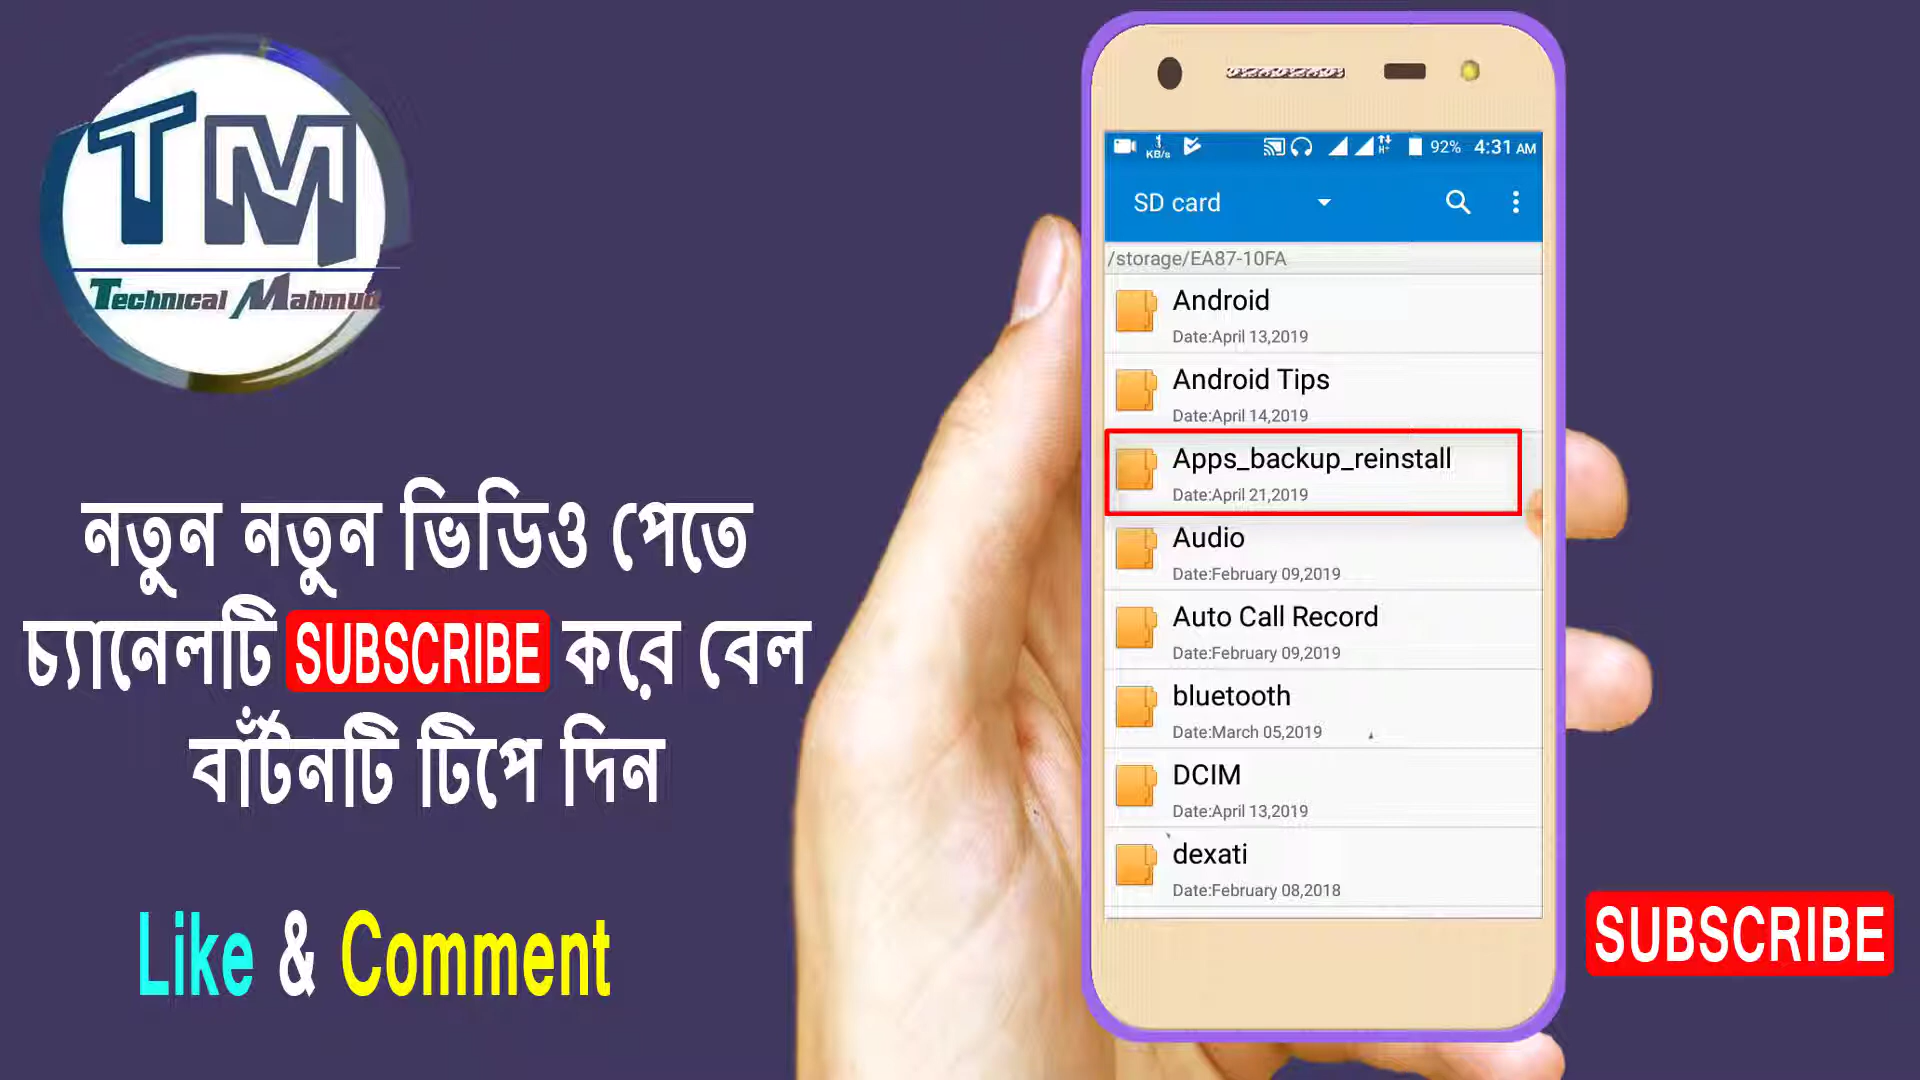 TM
Technical Mahmud
নতুন নতুন ভিডিও পেতে
চ্যানেলটি SUBSCRIBE করে বেল
বাঁটনটি টিপে দিন
Like & Comment
1 KB/s H+ 92% 4:31 AM
SD card
/storage/EA87-10FA
Android
Date:April 13,2019
Android Tips
Date:April 14,2019
Apps_backup_reinstall
Date:April 21,2019
Audio
Date:February 09,2019
Auto Call Record
Date:February 09,2019
bluetooth
Date:March 05,2019
DCIM
Date:April 13,2019
dexati
Date:February 08,2018
SUBSCRIBE